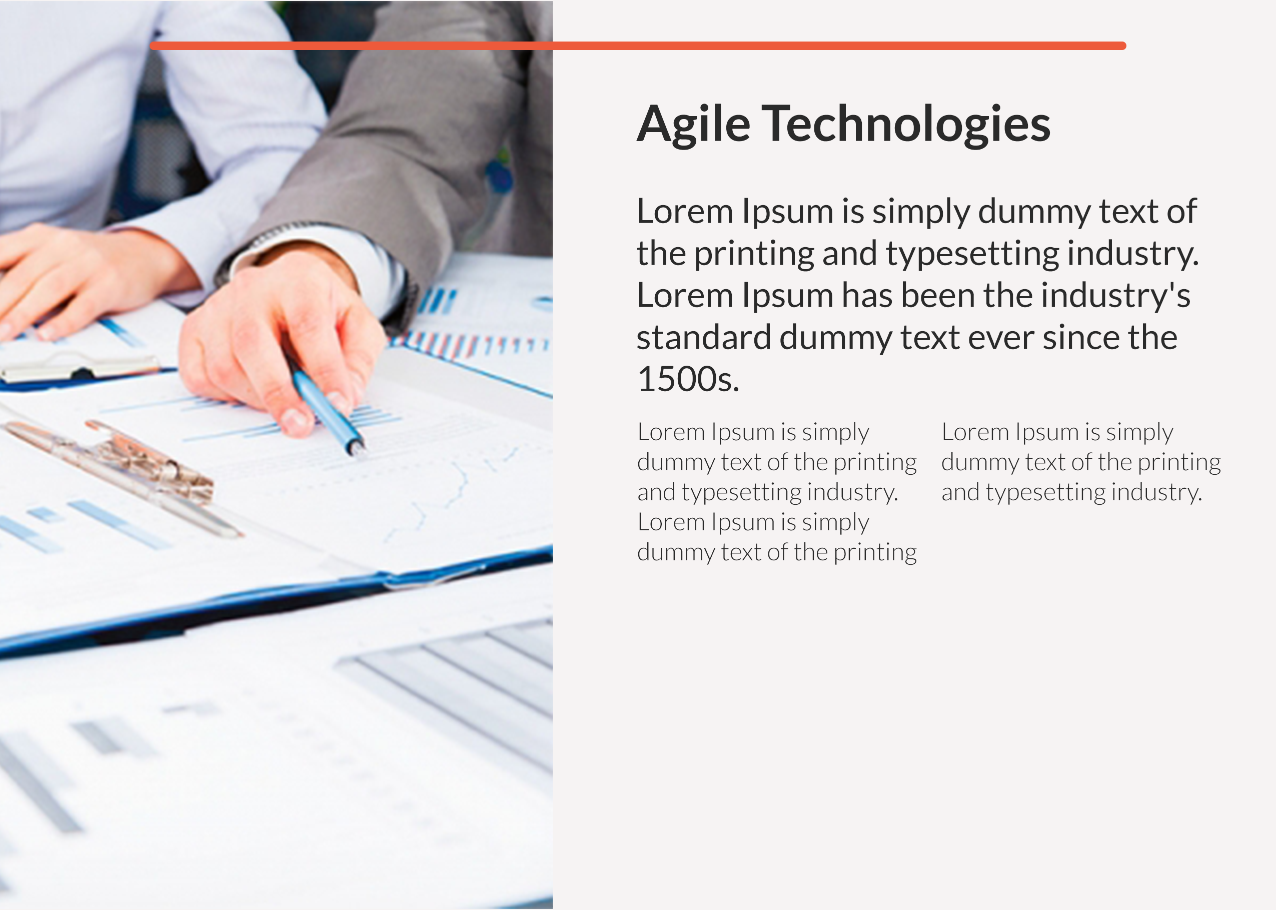 Agile Technologies
Lorem Ipsum is simply dummy text of
the printing and typesetting industry.
Lorem Ipsum has been the industry's
standard dummy text ever since the
1500s.
Lorem Ipsum is simply
dummy text of the printing
and typesetting industry.
Lorem Ipsum is simply
dummy text of the printing
Lorem Ipsum is simply
dummy text of the printing
and typesetting industry.